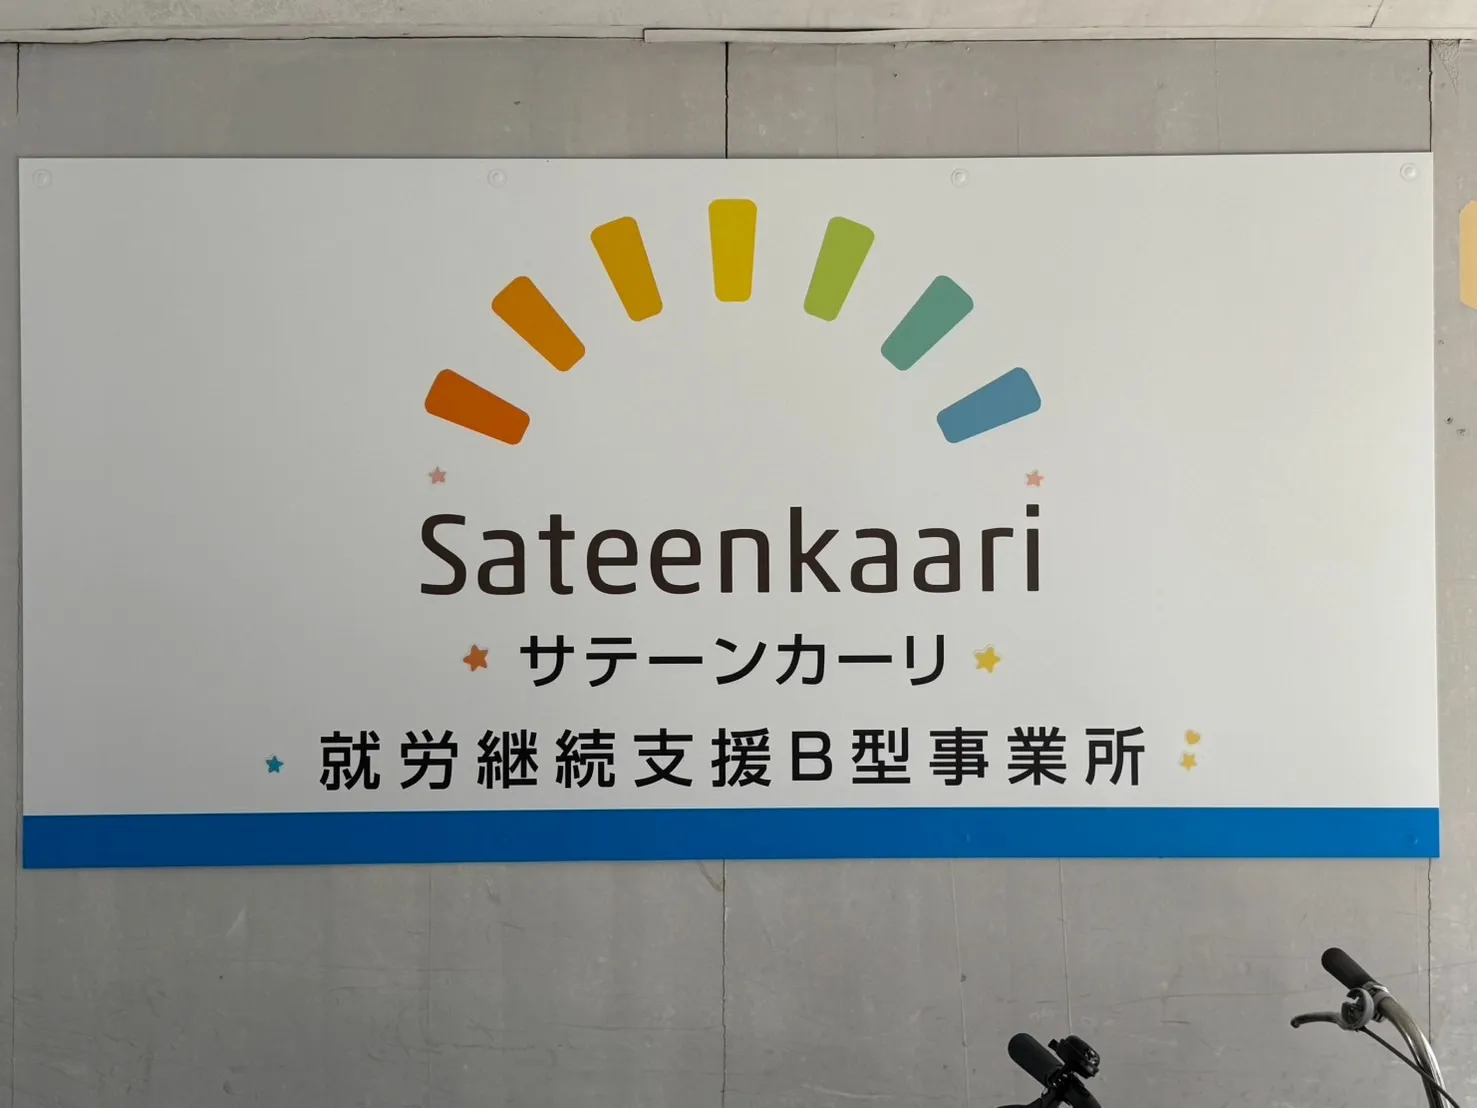 Sateenkaari
サテーンカーリ
就労継続支援B型事業所